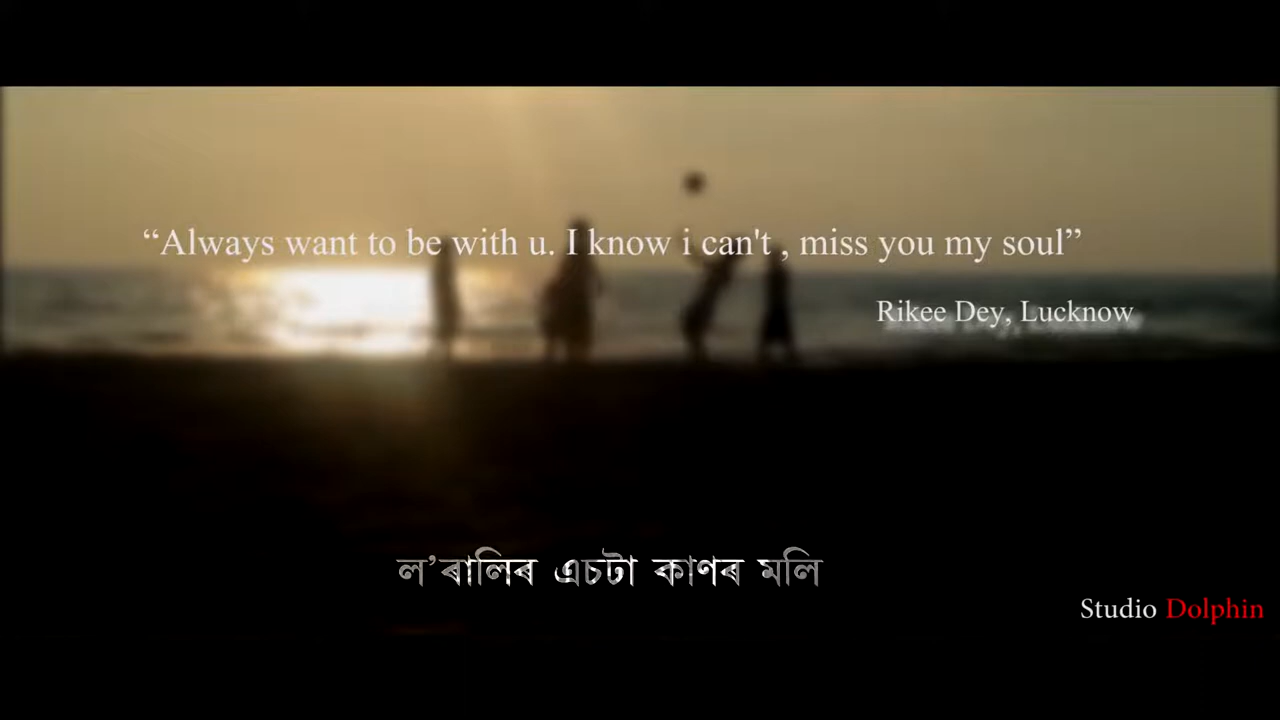 “Always want to be with u. I know i can't , miss you my soul”
Rikee Dey, Lucknow
ল’ৰালিৰ এচটা কাণৰ মলি
Studio Dolphin